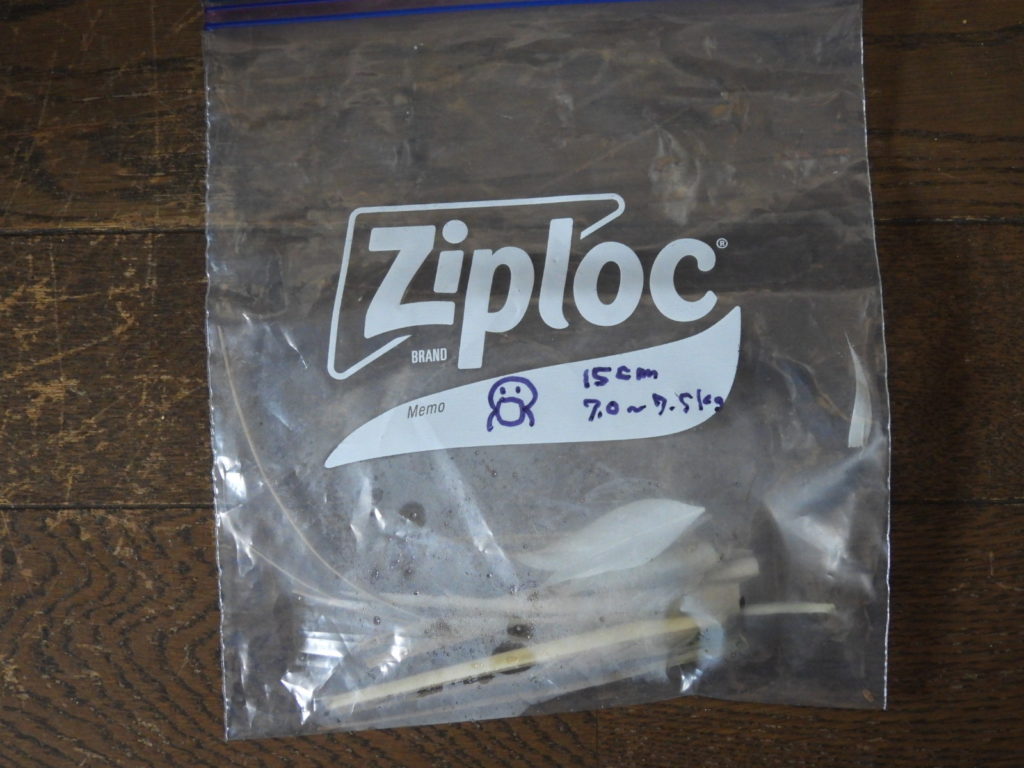 Ziploc®
BRAND
Memo
15cm
7.0~7.5kg